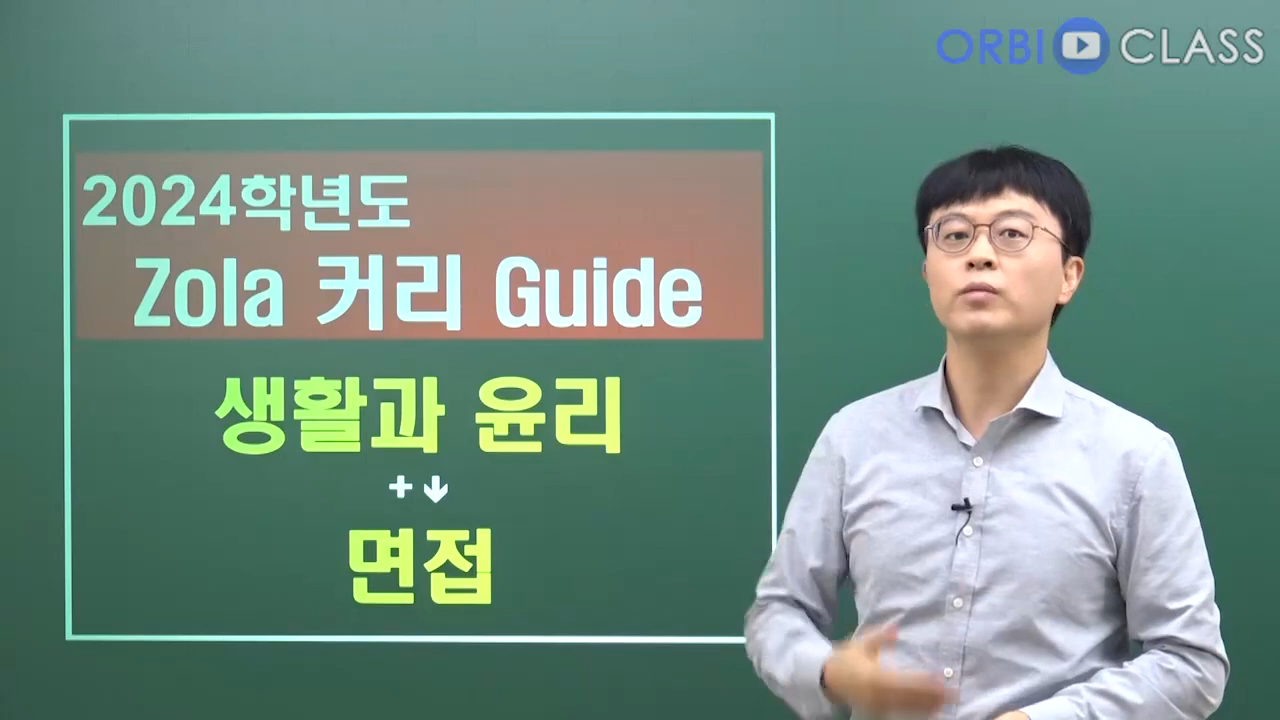 ORBI CLASS
2024학년도
Zola 커리 Guide
생활과 윤리
+ ↓
면접